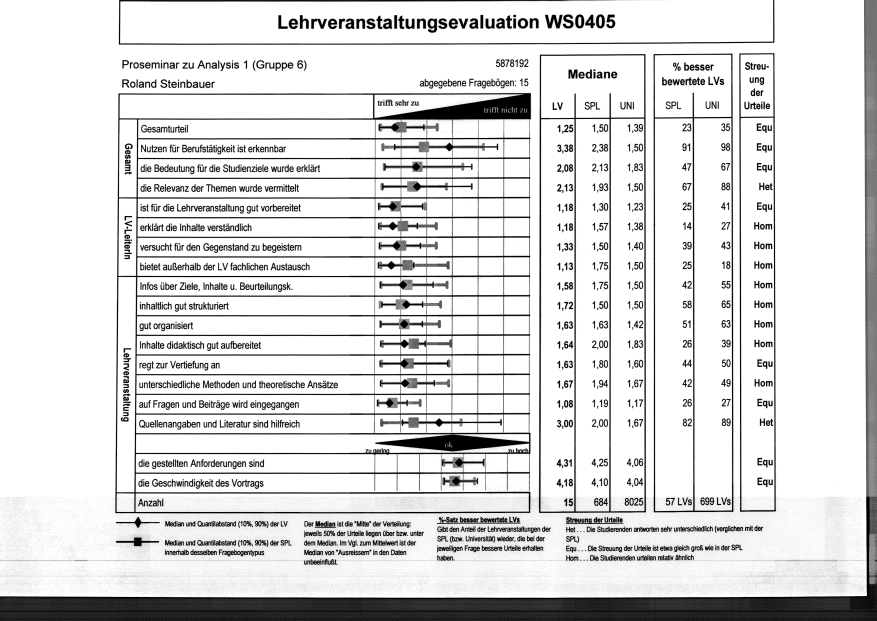 Lehrveranstaltungsevaluation WS0405
Proseminar zu Analysis 1 (Gruppe 6) 5878192
Roland Steinbauer abgegebene Fragebögen: 15
Mediane
% besser bewertete LVs
Streu-ung der Urteile
trifft sehr zu trifft nicht zu LV SPL UNI SPL UNI
Gesamt
Gesamturteil 1,25 1,50 1,39 23 35 Equ
Nutzen für Berufstätigkeit ist erkennbar 3,38 2,38 1,50 91 98 Equ
die Bedeutung für die Studienziele wurde erklärt 2,08 2,13 1,83 47 67 Equ
die Relevanz der Themen wurde vermittelt 2,13 1,93 1,50 67 88 Het
LV-LeiterIn
ist für die Lehrveranstaltung gut vorbereitet 1,18 1,30 1,23 25 41 Equ
erklärt die Inhalte verständlich 1,18 1,57 1,38 14 27 Hom
versucht für den Gegenstand zu begeistern 1,33 1,50 1,40 39 43 Hom
bietet außerhalb der LV fachlichen Austausch 1,13 1,75 1,50 25 18 Hom
Lehrveranstaltung
Infos über Ziele, Inhalte u. Beurteilungsk. 1,58 1,75 1,50 42 55 Hom
inhaltlich gut strukturiert 1,72 1,50 1,50 58 65 Hom
gut organisiert 1,63 1,63 1,42 51 63 Hom
Inhalte didaktisch gut aufbereitet 1,64 2,00 1,83 26 39 Hom
regt zur Vertiefung an 1,63 1,80 1,60 44 50 Equ
unterschiedliche Methoden und theoretische Ansätze 1,67 1,94 1,67 42 49 Hom
auf Fragen und Beiträge wird eingegangen 1,08 1,19 1,17 26 27 Equ
Quellenangaben und Literatur sind hilfreich 3,00 2,00 1,67 82 89 Het
zu gering ok zu hoch
die gestellten Anforderungen sind 4,31 4,25 4,06 Equ
die Geschwindigkeit des Vortrags 4,18 4,10 4,04 Equ
Anzahl 15 684 8025 57 LVs 699 LVs
Median und Quantilabstand (10%, 90%) der LV
Median und Quantilabstand (10%, 90%) der SPL
innerhalb desselben Fragebogentypus
Der Median ist die "Mitte" der Verteilung:
jeweils 50% der Urteile liegen über bzw. unter
dem Median. Im Vgl. zum Mittelwert ist der
Median von "Ausreissern" in den Daten
unbeeinflußt.
%-Satz besser bewertete LVs
Gibt den Anteil der Lehrveranstaltungen der
SPL (bzw. Universität) wieder, die bei der
jeweiligen Frage bessere Urteile erhalten
haben.
Streuung der Urteile
Het . . . Die Studierenden antworten sehr unterschiedlich (verglichen mit der
SPL)
Equ . . . Die Streuung der Urteile ist etwa gleich groß wie in der SPL
Hom . . . Die Studierenden urteilen relativ ähnlich